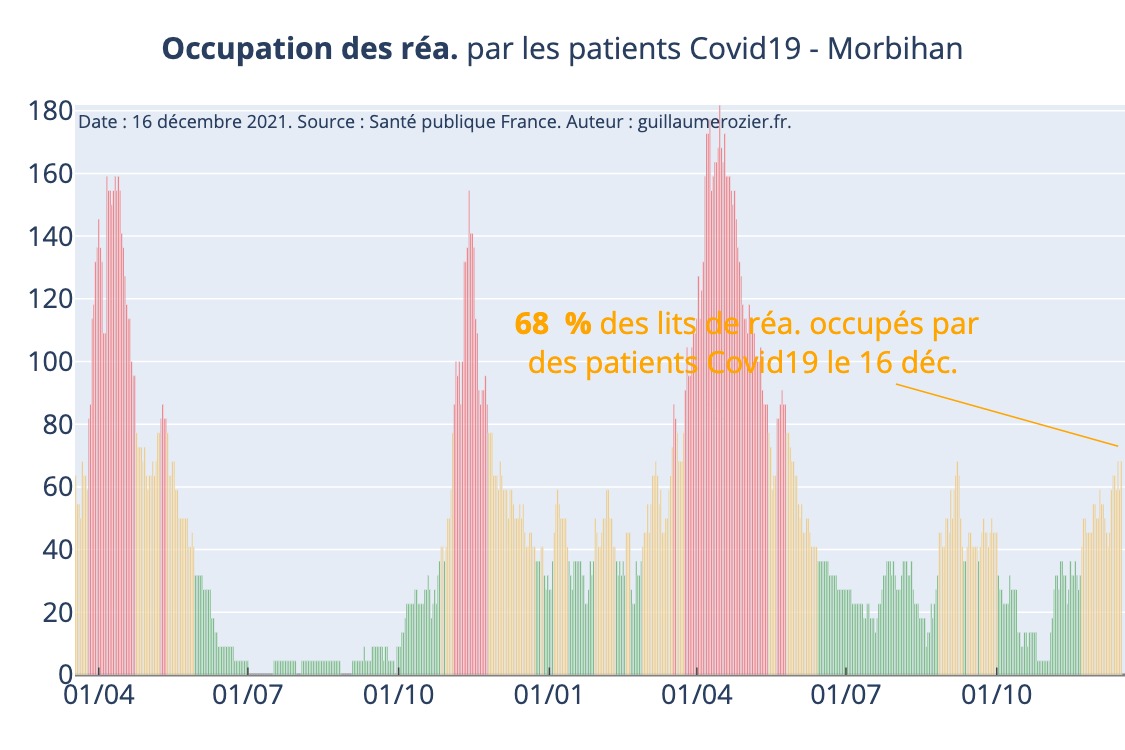 Occupation des réa. par les patients Covid19 - Morbihan
180
Date : 16 décembre 2021. Source : Santé publique France. Auteur : guillaumerozier.fr.
160
140
120
68 % des lits de réa. occupés par
des patients Covid19 le 16 déc.
100
80
60
40
20
0
01/04 01/07 01/10 01/01 01/04 01/07 01/10